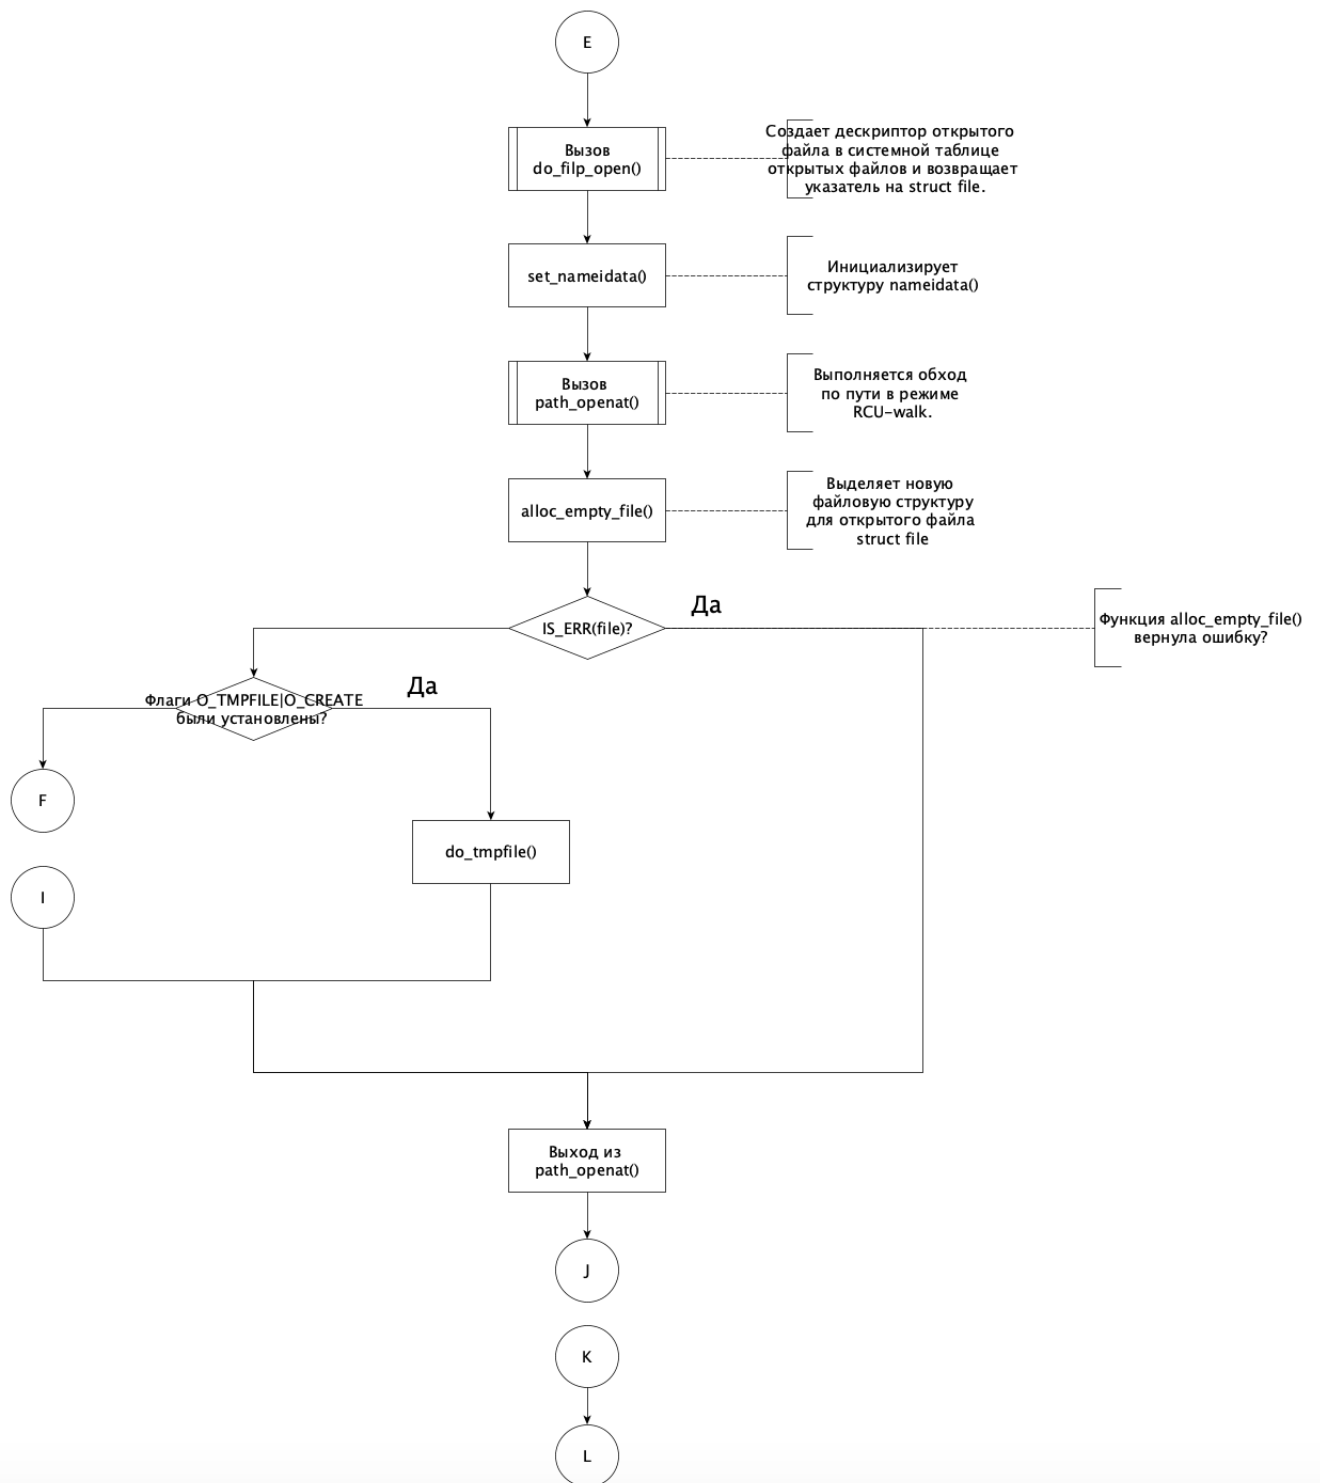 E
Вызов
do_filp_open()
Создает дескриптор открытого
файла в системной таблице
открытых файлов и возвращает
указатель на struct file.
set_nameidata()
Инициализирует
структуру nameidata()
Вызов
path_openat()
Выполняется обход
по пути в режиме
RCU-walk.
alloc_empty_file()
Выделяет новую
файловую структуру
для открытого файла
struct file
IS_ERR(file)?
Да
Функция alloc_empty_file()
вернула ошибку?
Флаги O_TMPFILE|O_CREATE
были установлены?
Да
F
do_tmpfile()
I
Выход из
path_openat()
J
K
L